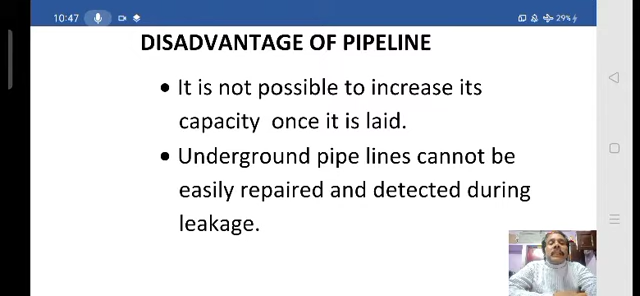 10:47
29%
DISADVANTAGE OF PIPELINE
• It is not possible to increase its
capacity once it is laid.
• Underground pipe lines cannot be
easily repaired and detected during
leakage.